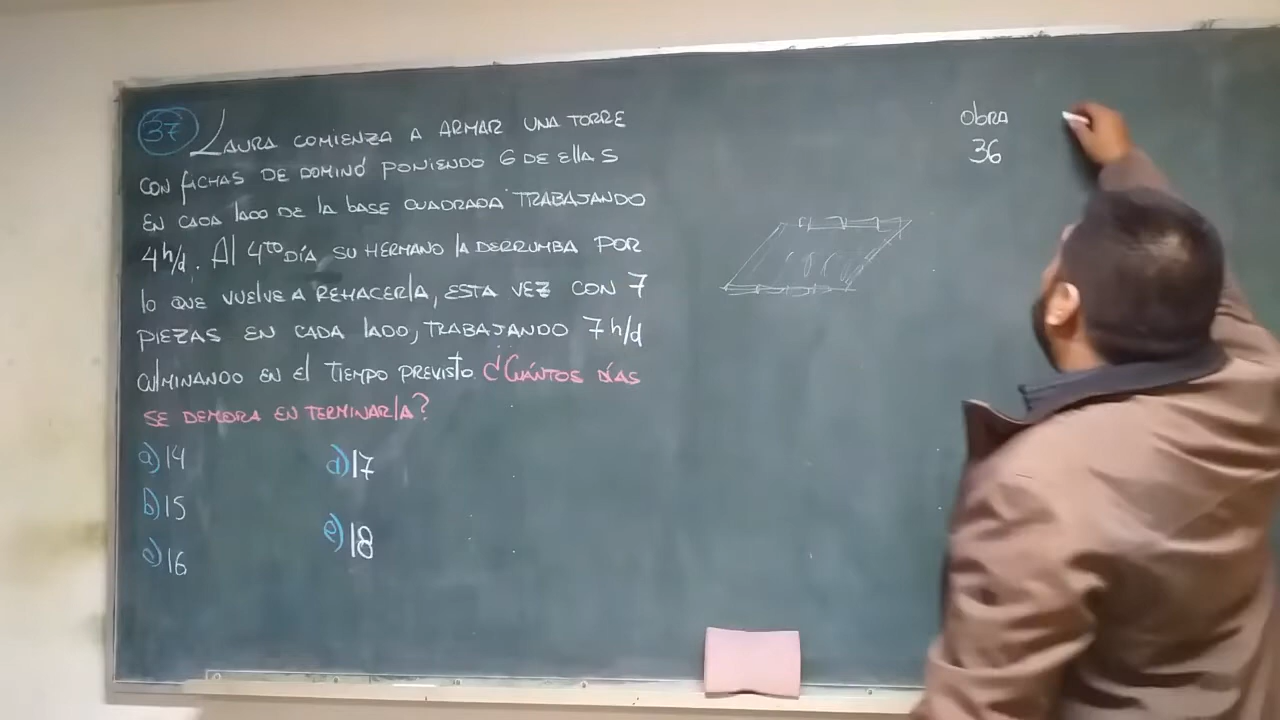 37 LAURA COMIENZA A ARMAR UNA TORRE
CON FICHAS DE DOMINÓ PONIENDO 6 DE EllAS
EN CADA lADO DE lA BASE CUADRADA TRABAJANDO
4 h/d. Al 4TO DÍA SU HERMANO lA DERRUMBA POR
lO QUE VUELVE A REHACERlA, ESTA VEZ CON 7
PIEZAS EN CADA lADO, TRABAJANDO 7 h/d
CUlMINANDO EN El TIEMPO PREVISTO ¿CUÁNTOS DÍAS
SE DEMORA EN TERMINARlA?
a) 14
b) 15
c) 16
d) 17
e) 18
ObRA
36